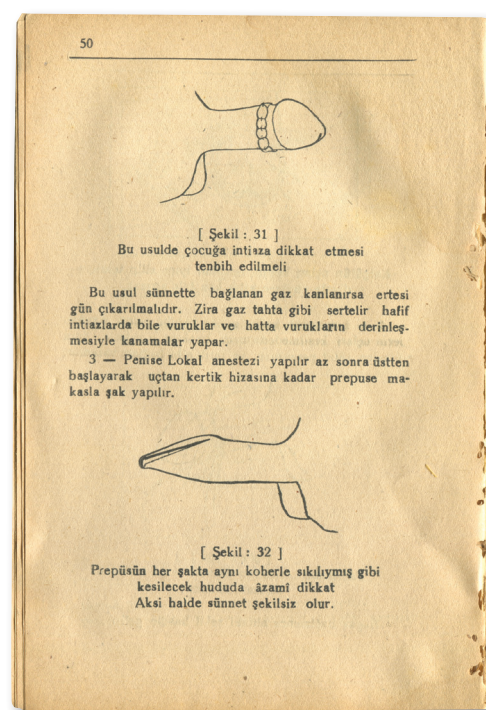 50
[ Şekil : 31 ]
Bu usulde çocuğa intiaza dikkat etmesi
tenbih edilmeli
Bu usul sünnette bağlanan gaz kanlanırsa ertesi
gün çıkarılmalıdır. Zira gaz tahta gibi sertelir hafif
intiazlarda bile vuruklar ve hatta vurukların derinleş-
mesiyle kanamalar yapar.
3 — Penise Lokal anestezi yapılır az sonra üstten
başlayarak uçtan kertik hizasına kadar prepuse ma-
kasla şak yapılır.
[ Şekil : 32 ]
Prepüsün her şakta aynı koherle sıkılıymış gibi
kesilecek hududa âzamî dikkat
Aksi halde sünnet şekilsiz olur.